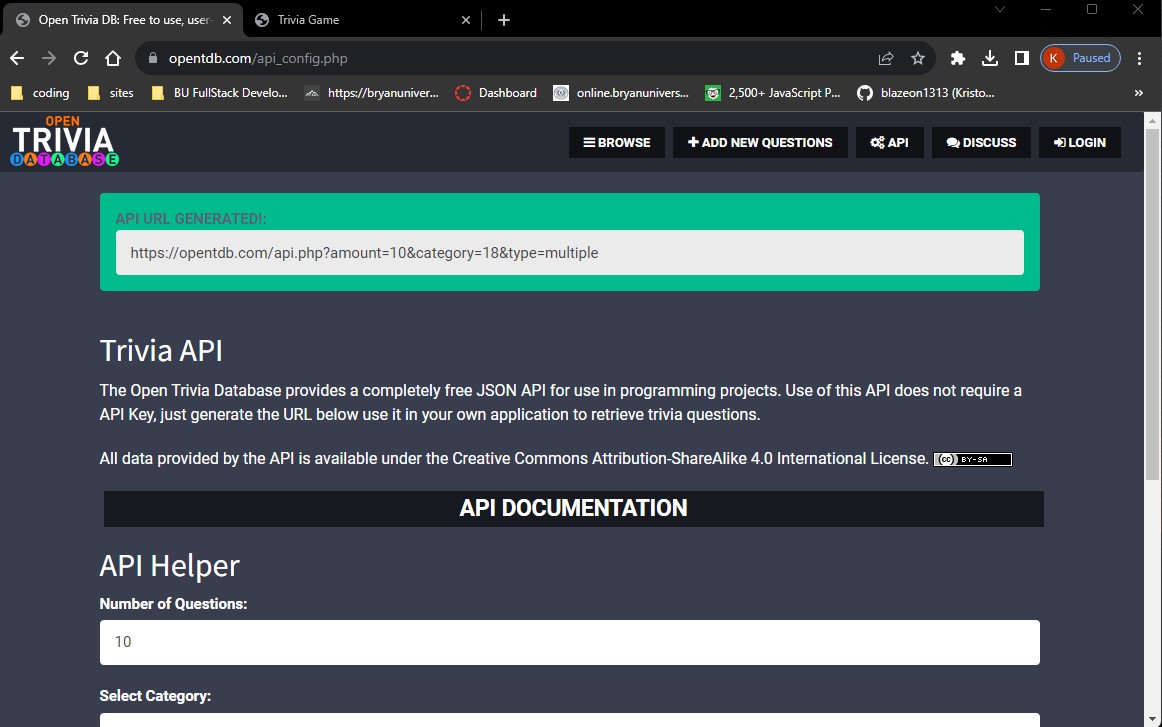 Open Trivia DB: Free to use, user-
Trivia Game
opentdb.com/api_config.php
K Paused
coding
sites
BU FullStack Develo...
https://bryanuniver...
Dashboard
online.bryanunivers...
2,500+ JavaScript P...
blazeon1313 (Kristo...
»
OPEN
TRIVIA
DATABASE
BROWSE
ADD NEW QUESTIONS
API
DISCUSS
LOGIN
API URL GENERATED!:
https://opentdb.com/api.php?amount=10&category=18&type=multiple
Trivia API
The Open Trivia Database provides a completely free JSON API for use in programming projects. Use of this API does not require a
API Key, just generate the URL below use it in your own application to retrieve trivia questions.
All data provided by the API is available under the Creative Commons Attribution-ShareAlike 4.0 International License. cc BY-SA
API DOCUMENTATION
API Helper
Number of Questions:
10
Select Category: